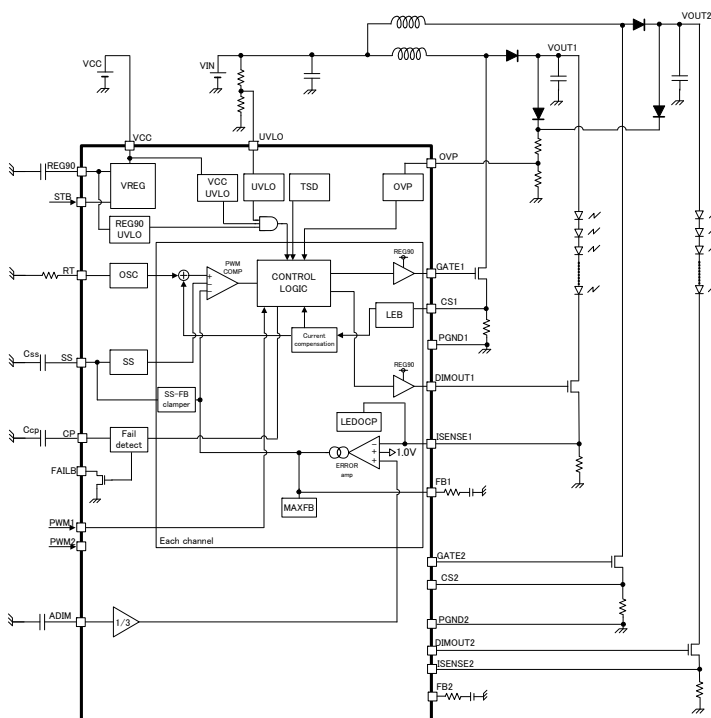 VOUT2
VCC
VIN
VOUT1
VCC
UVLO
OVP
REG90
VREG
VCC
UVLO
UVLO
TSD
OVP
STB
REG90
UVLO
REG90
RT
OSC
PWM
COMP
CONTROL
LOGIC
GATE1
CS1
LEB
Current
compensation
PGND1
Css
SS
SS
REG90
SS-FB
clamper
DIMOUT1
LEDOCP
Ccp
CP
Fail
detect
ISENSE1
1.0V
ERROR
amp
FAILB
FB1
MAXFB
PWM1
PWM2
Each channel
GATE2
CS2
ADIM
1/3
PGND2
DIMOUT2
ISENSE2
FB2